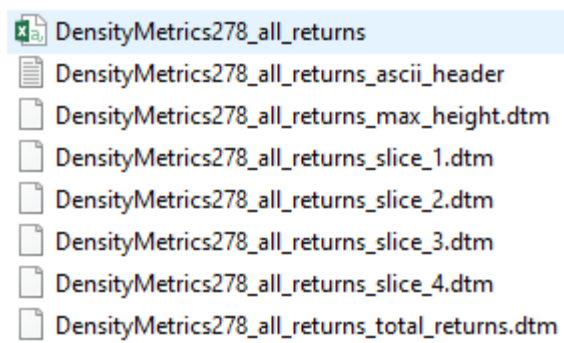 DensityMetrics278_all_returns
DensityMetrics278_all_returns_ascii_header
DensityMetrics278_all_returns_max_height.dtm
DensityMetrics278_all_returns_slice_1.dtm
DensityMetrics278_all_returns_slice_2.dtm
DensityMetrics278_all_returns_slice_3.dtm
DensityMetrics278_all_returns_slice_4.dtm
DensityMetrics278_all_returns_total_returns.dtm